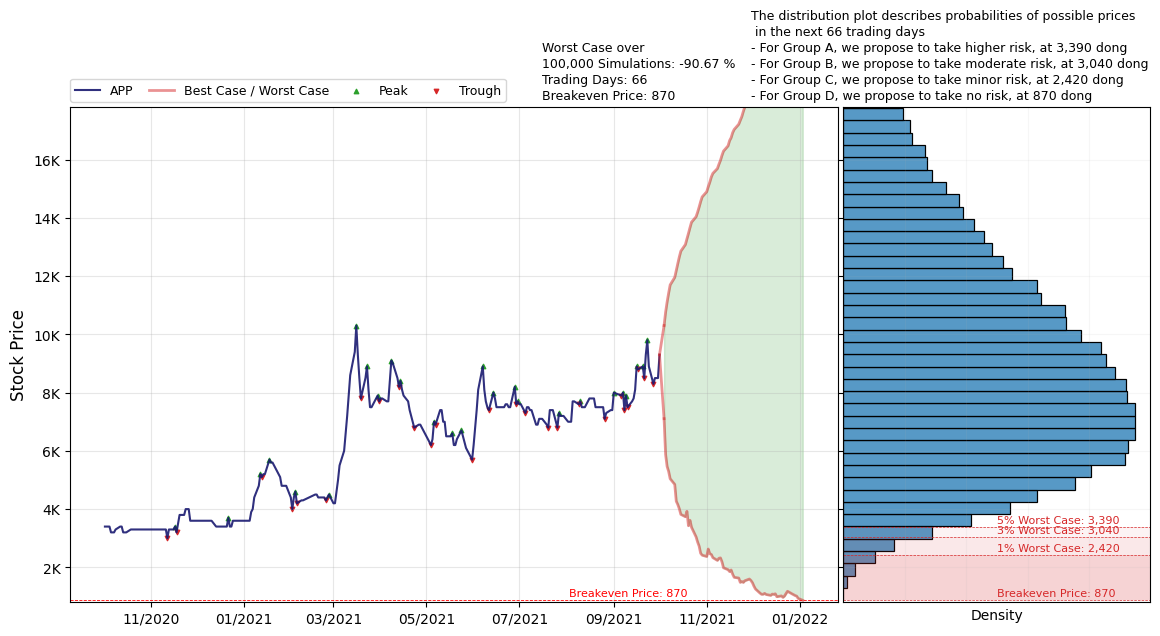 The distribution plot describes probabilities of possible prices
in the next 66 trading days
- For Group A, we propose to take higher risk, at 3,390 dong
- For Group B, we propose to take moderate risk, at 3,040 dong
- For Group C, we propose to take minor risk, at 2,420 dong
- For Group D, we propose to take no risk, at 870 dong
Worst Case over
100,000 Simulations: -90.67 %
Trading Days: 66
Breakeven Price: 870
APP
Best Case / Worst Case
Peak
Trough
Stock Price
16K
14K
12K
10K
8K
6K
4K
2K
Breakeven Price: 870
11/2020
01/2021
03/2021
05/2021
07/2021
09/2021
11/2021
01/2022
5% Worst Case: 3,390
3% Worst Case: 3,040
1% Worst Case: 2,420
Breakeven Price: 870
Density